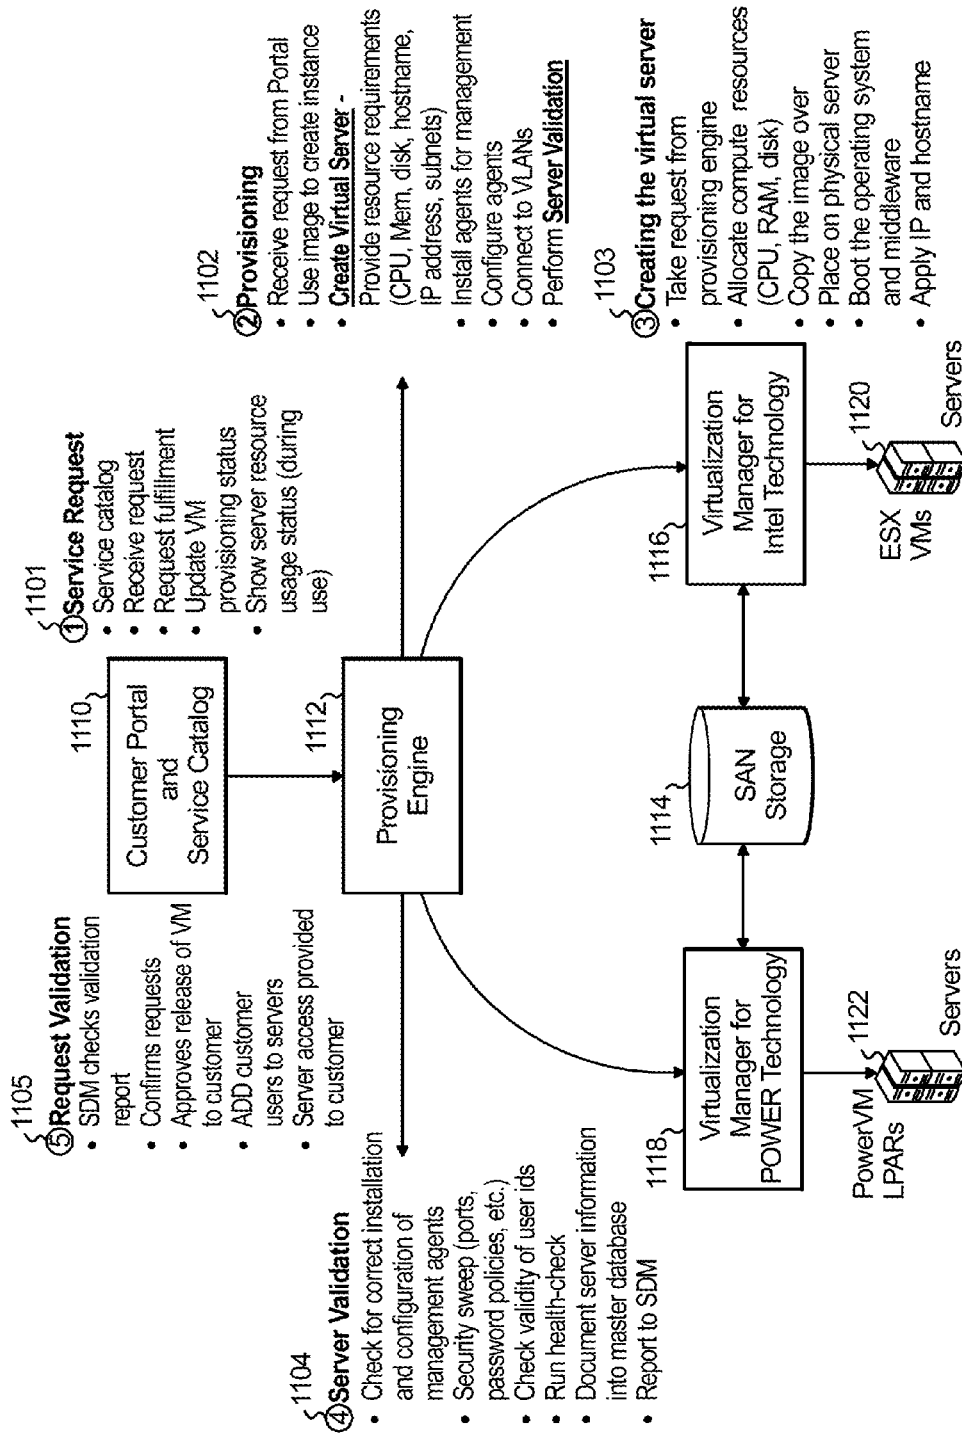 1105
⑤Request Validation
• SDM checks validation
report
• Confirms requests
• Approves release of VM
to customer
• ADD customer
users to servers
• Server access provided
to customer
1110
Customer Portal
and
Service Catalog
1101
①Service Request
• Service catalog
• Receive request
• Request fulfillment
• Update VM
provisioning status
• Show server resource
usage status (during
use)
1112
Provisioning
Engine
1102
②Provisioning
• Receive request from Portal
• Use image to create instance
• Create Virtual Server -
Provide resource requirements
(CPU, Mem, disk, hostname,
IP address, subnets)
• Install agents for management
• Configure agents
• Connect to VLANs
• Perform Server Validation
1104
④Server Validation
• Check for correct installation
and configuration of
management agents
• Security sweep (ports,
password policies, etc.)
• Check validity of user ids
• Run health-check
• Document server information
into master database
• Report to SDM
1118
Virtualization
Manager for
POWER Technology
1114
SAN
Storage
1116
Virtualization
Manager for
Intel Technology
1103
③Creating the virtual server
• Take request from
provisioning engine
• Allocate compute resources
(CPU, RAM, disk)
• Copy the image over
• Place on physical server
• Boot the operating system
and middleware
• Apply IP and hostname
PowerVM
LPARs
1122
Servers
ESX
VMs
1120
Servers